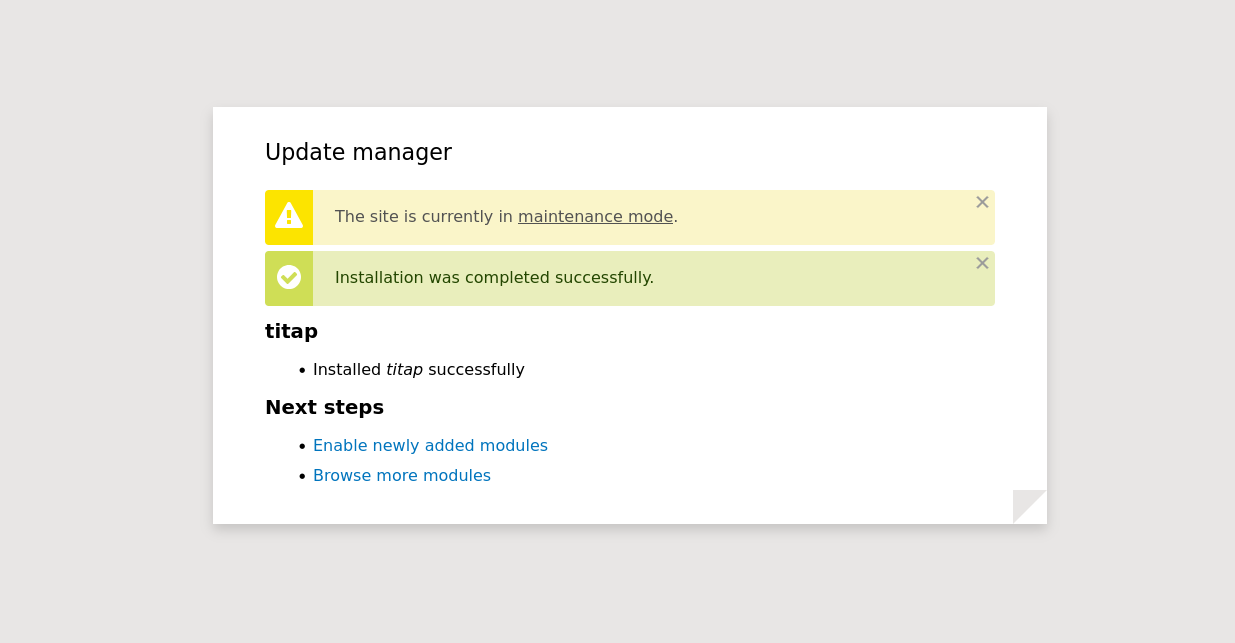 Update manager
The site is currently in maintenance mode.
Installation was completed successfully.
titap
Installed titap successfully
Next steps
Enable newly added modules
Browse more modules